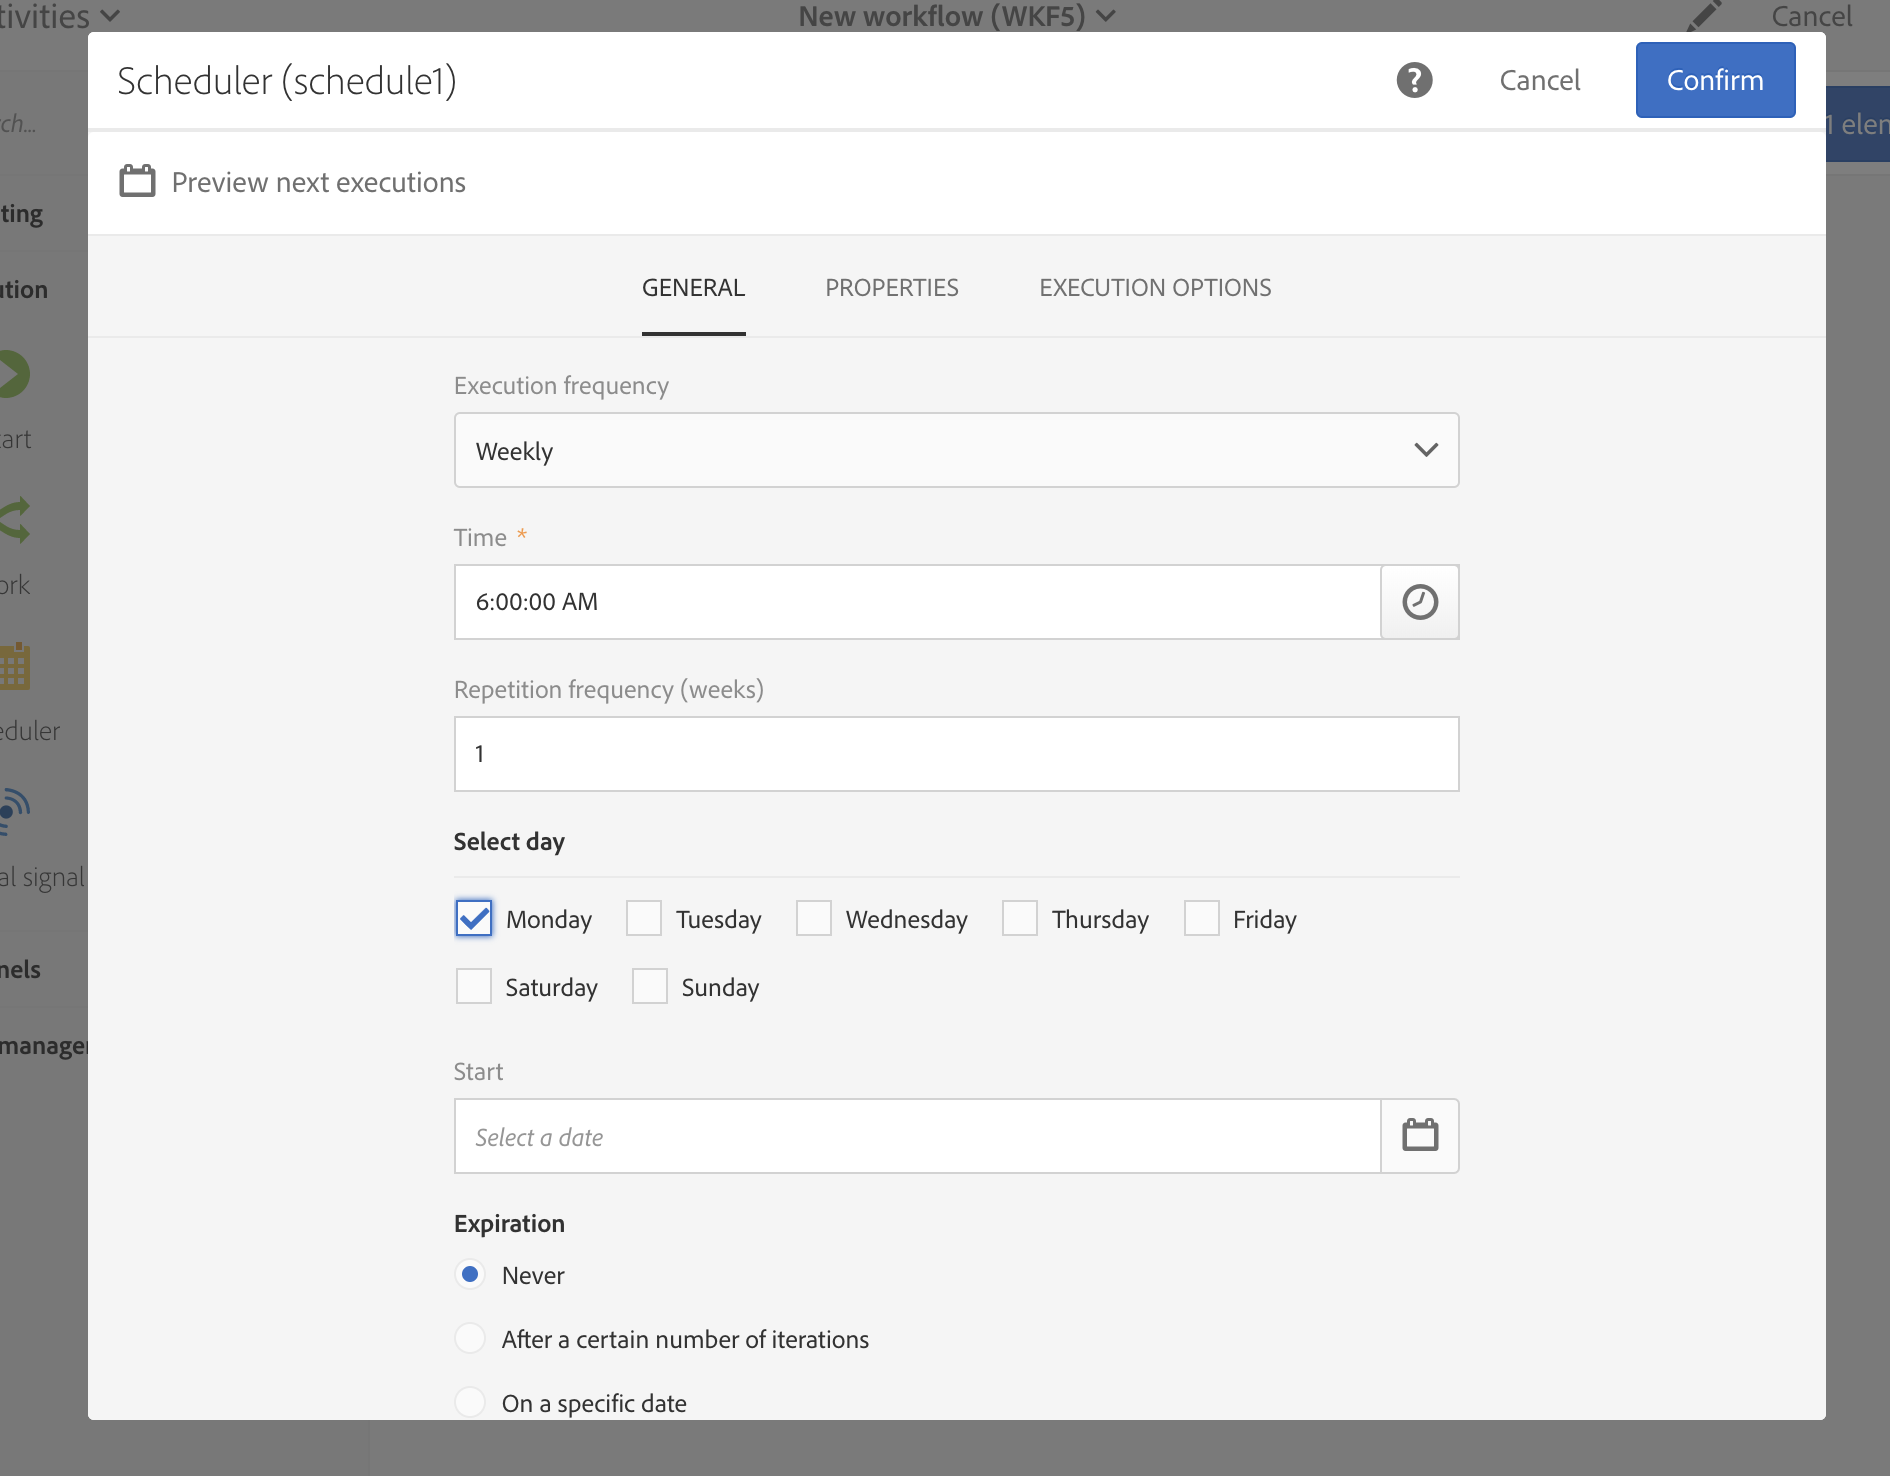 tivities
New workflow (WKF5)
Cancel
Scheduler (schedule1)
?
Cancel
Confirm
ch...
1 elem
Preview next executions
ting
GENERAL
PROPERTIES
EXECUTION OPTIONS
ution
Execution frequency
Weekly
tart
Time *
6:00:00 AM
ork
Repetition frequency (weeks)
1
eduler
Select day
al signal
Monday
Tuesday
Wednesday
Thursday
Friday
Saturday
Sunday
nels
manager
Start
Select a date
Expiration
Never
After a certain number of iterations
On a specific date